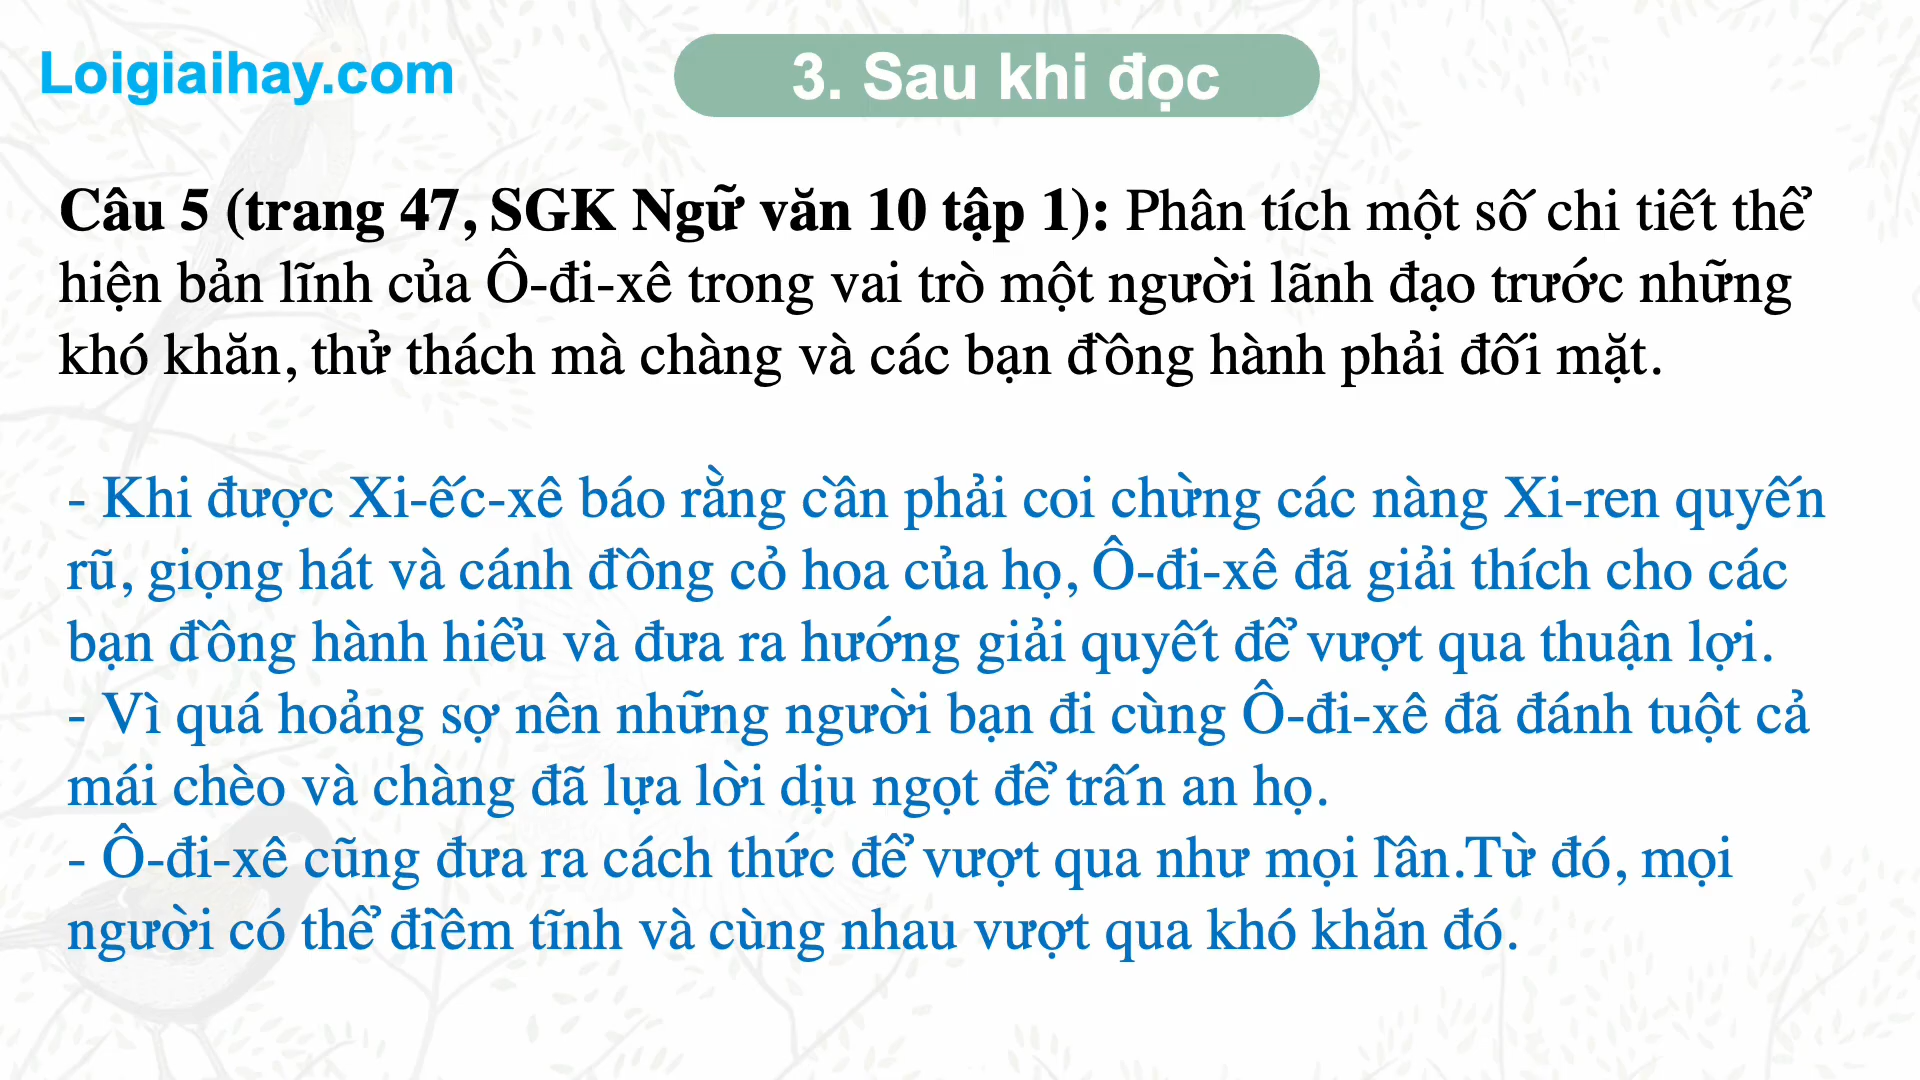 Loigiaihay.com
3. Sau khi đọc
Câu 5 (trang 47, SGK Ngữ văn 10 tập 1): Phân tích một số chi tiết thể
hiện bản lĩnh của Ô-đi-xê trong vai trò một người lãnh đạo trước những
khó khăn, thử thách mà chàng và các bạn đồng hành phải đối mặt.
- Khi được Xi-ếc-xê báo rằng cần phải coi chừng các nàng Xi-ren quyến
rũ, giọng hát và cánh đồng cỏ hoa của họ, Ô-đi-xê đã giải thích cho các
bạn đồng hành hiểu và đưa ra hướng giải quyết để vượt qua thuận lợi.
- Vì quá hoảng sợ nên những người bạn đi cùng Ô-đi-xê đã đánh tuột cả
mái chèo và chàng đã lựa lời dịu ngọt để trấn an họ.
- Ô-đi-xê cũng đưa ra cách thức để vượt qua như mọi lần.Từ đó, mọi
người có thể điềm tĩnh và cùng nhau vượt qua khó khăn đó.